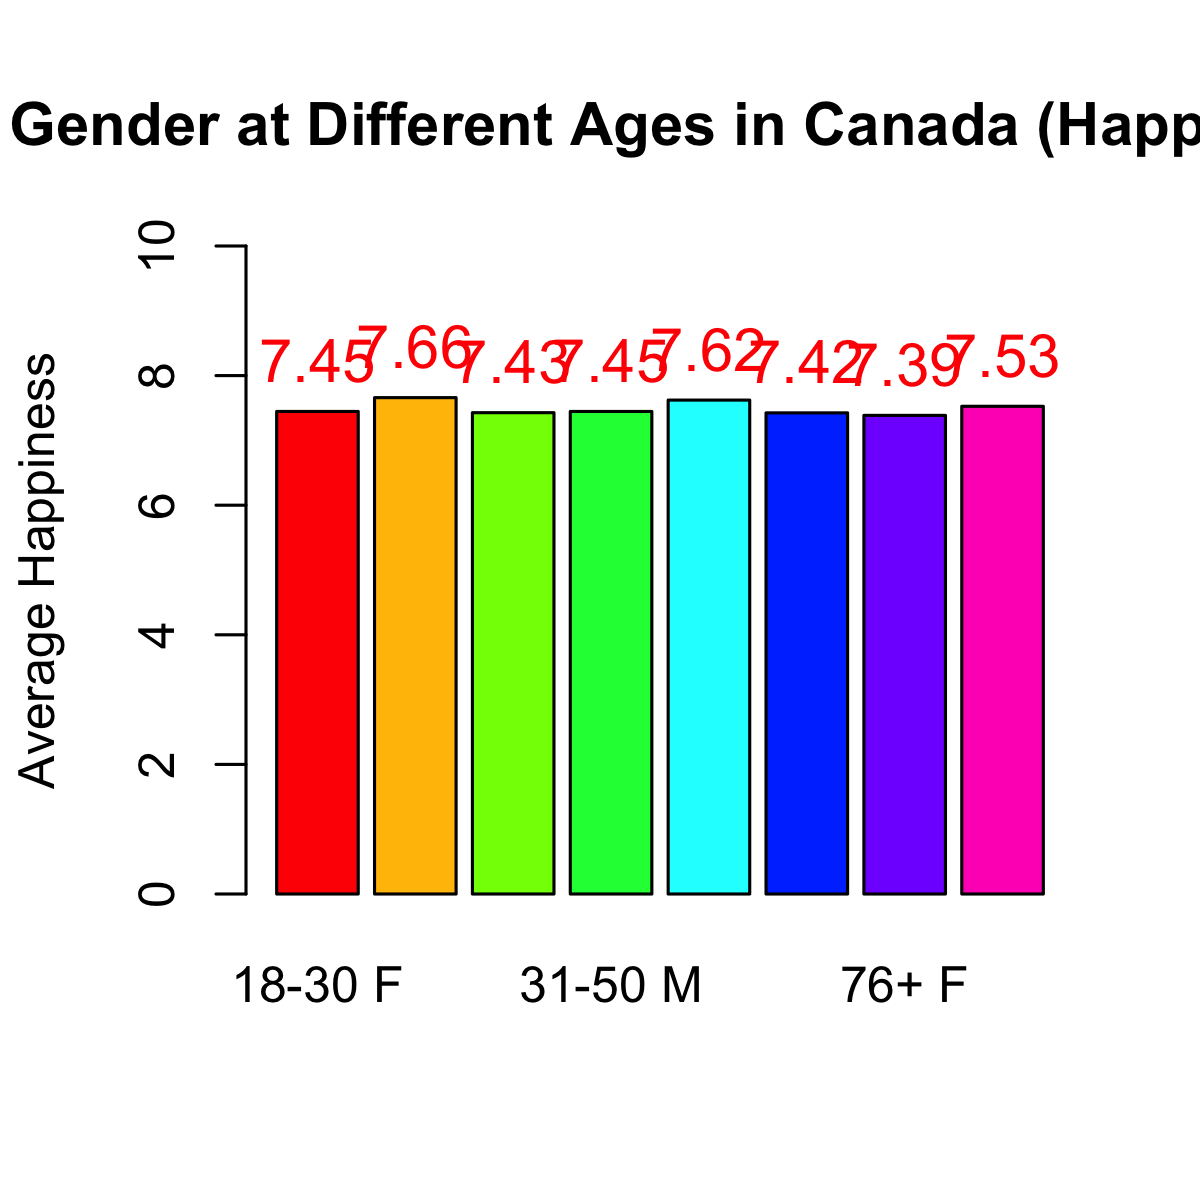 Gender at Different Ages in Canada (Happ
Average Happiness
10
8
6
4
2
0
7.45 7.66 7.43 7.45 7.62 7.42 7.39 7.53
18-30 F 31-50 M 76+ F